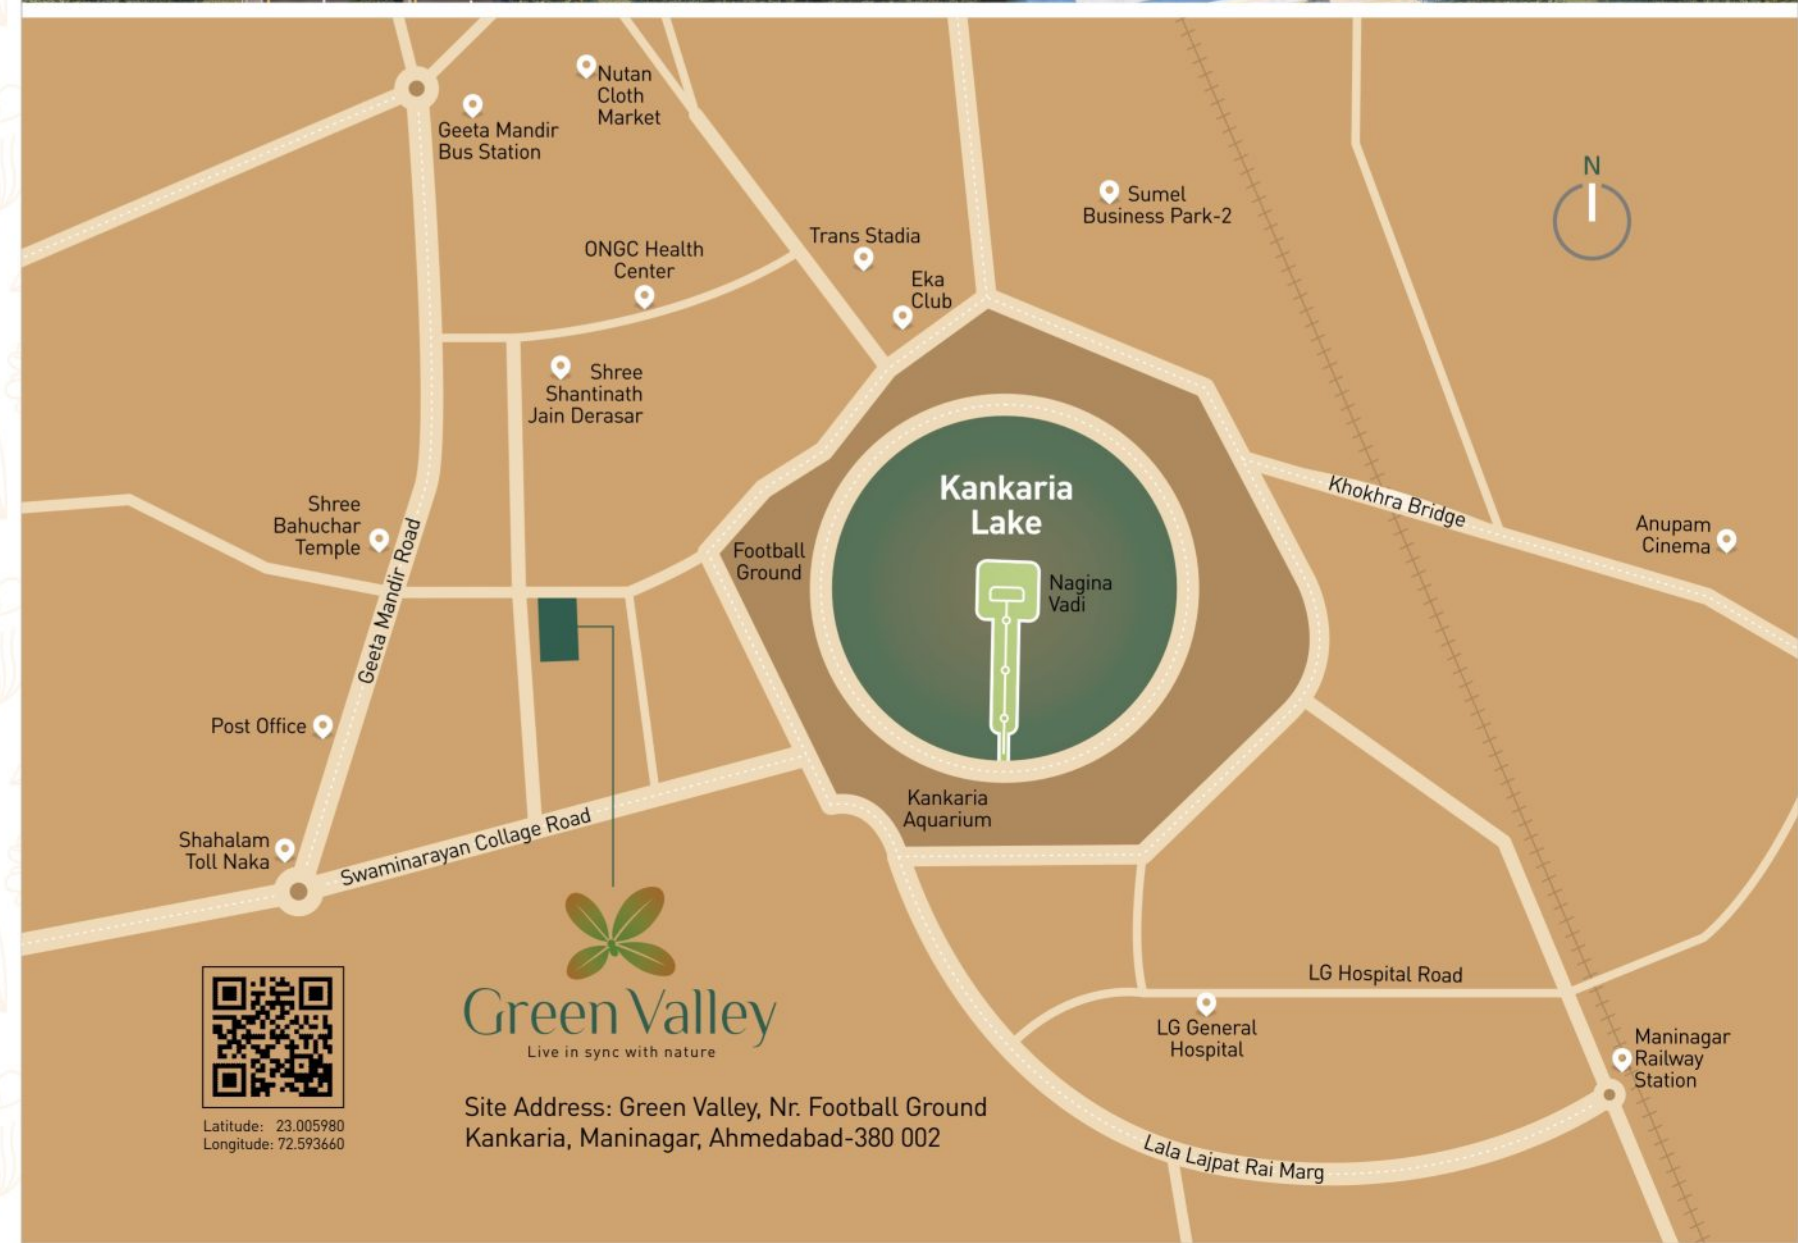 Nutan
Cloth
Market
Geeta Mandir
Bus Station
N
Sumel
Business Park-2
Trans Stadia
ONGC Health
Center
Eka
Club
Shree
Shantinath
Jain Derasar
Kankaria
Lake
Khokhra Bridge
Shree
Bahuchar
Temple
Anupam
Cinema
Football
Ground
Nagina
Vadi
Geeta Mandir Road
Post Office
Kankaria
Aquarium
Shahalam
Toll Naka
Swaminarayan Collage Road
LG Hospital Road
LG General
Hospital
Maninagar
Railway
Station
Green Valley
Live in sync with nature
Site Address: Green Valley, Nr. Football Ground
Kankaria, Maninagar, Ahmedabad-380 002
Latitude: 23.005980
Longitude: 72.593660
Lala Lajpat Rai Marg